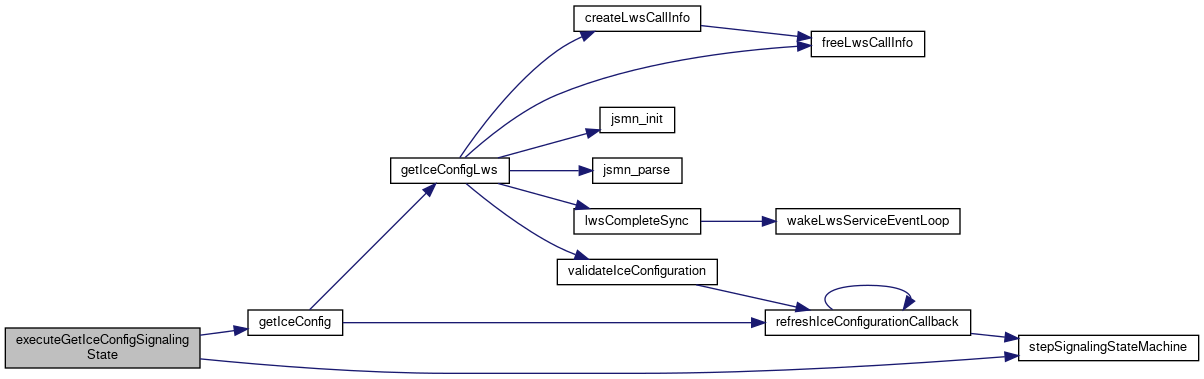 createLwsCallInfo
freeLwsCallInfo
jsmn_init
getIceConfigLws
jsmn_parse
lwsCompleteSync
wakeLwsServiceEventLoop
validateIceConfiguration
getIceConfig
refreshIceConfigurationCallback
executeGetIceConfigSignaling
State
stepSignalingStateMachine